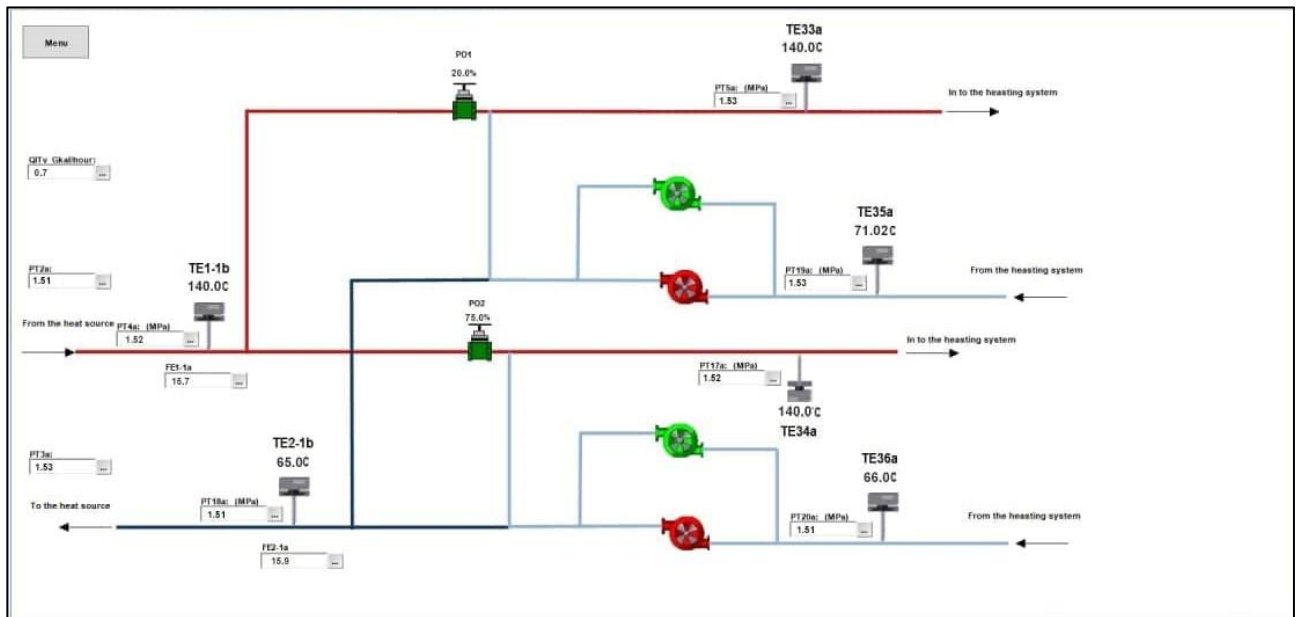 Menu
TE33a
140.0C
PO1
20.0%
PT5a: (MPa)
1.53
...
In to the heasting system
QITv Gkal\hour:
0.7
...
TE35a
71.02C
PT2a:
1.51
...
TE1-1b
140.0C
PT19a: (MPa)
1.53
...
From the heasting system
PO2
75.0%
From the heat source
PT4a: (MPa)
1.52
...
In to the heasting system
FE1-1a
15.7
...
PT17a: (MPa)
1.52
...
140.0°C
TE34a
TE2-1b
65.0C
PT3a:
1.53
...
TE36a
66.0C
To the heat source
PT18a: (MPa)
1.51
...
PT20a: (MPa)
1.51
...
From the heasting system
FE2-1a
15.9
...